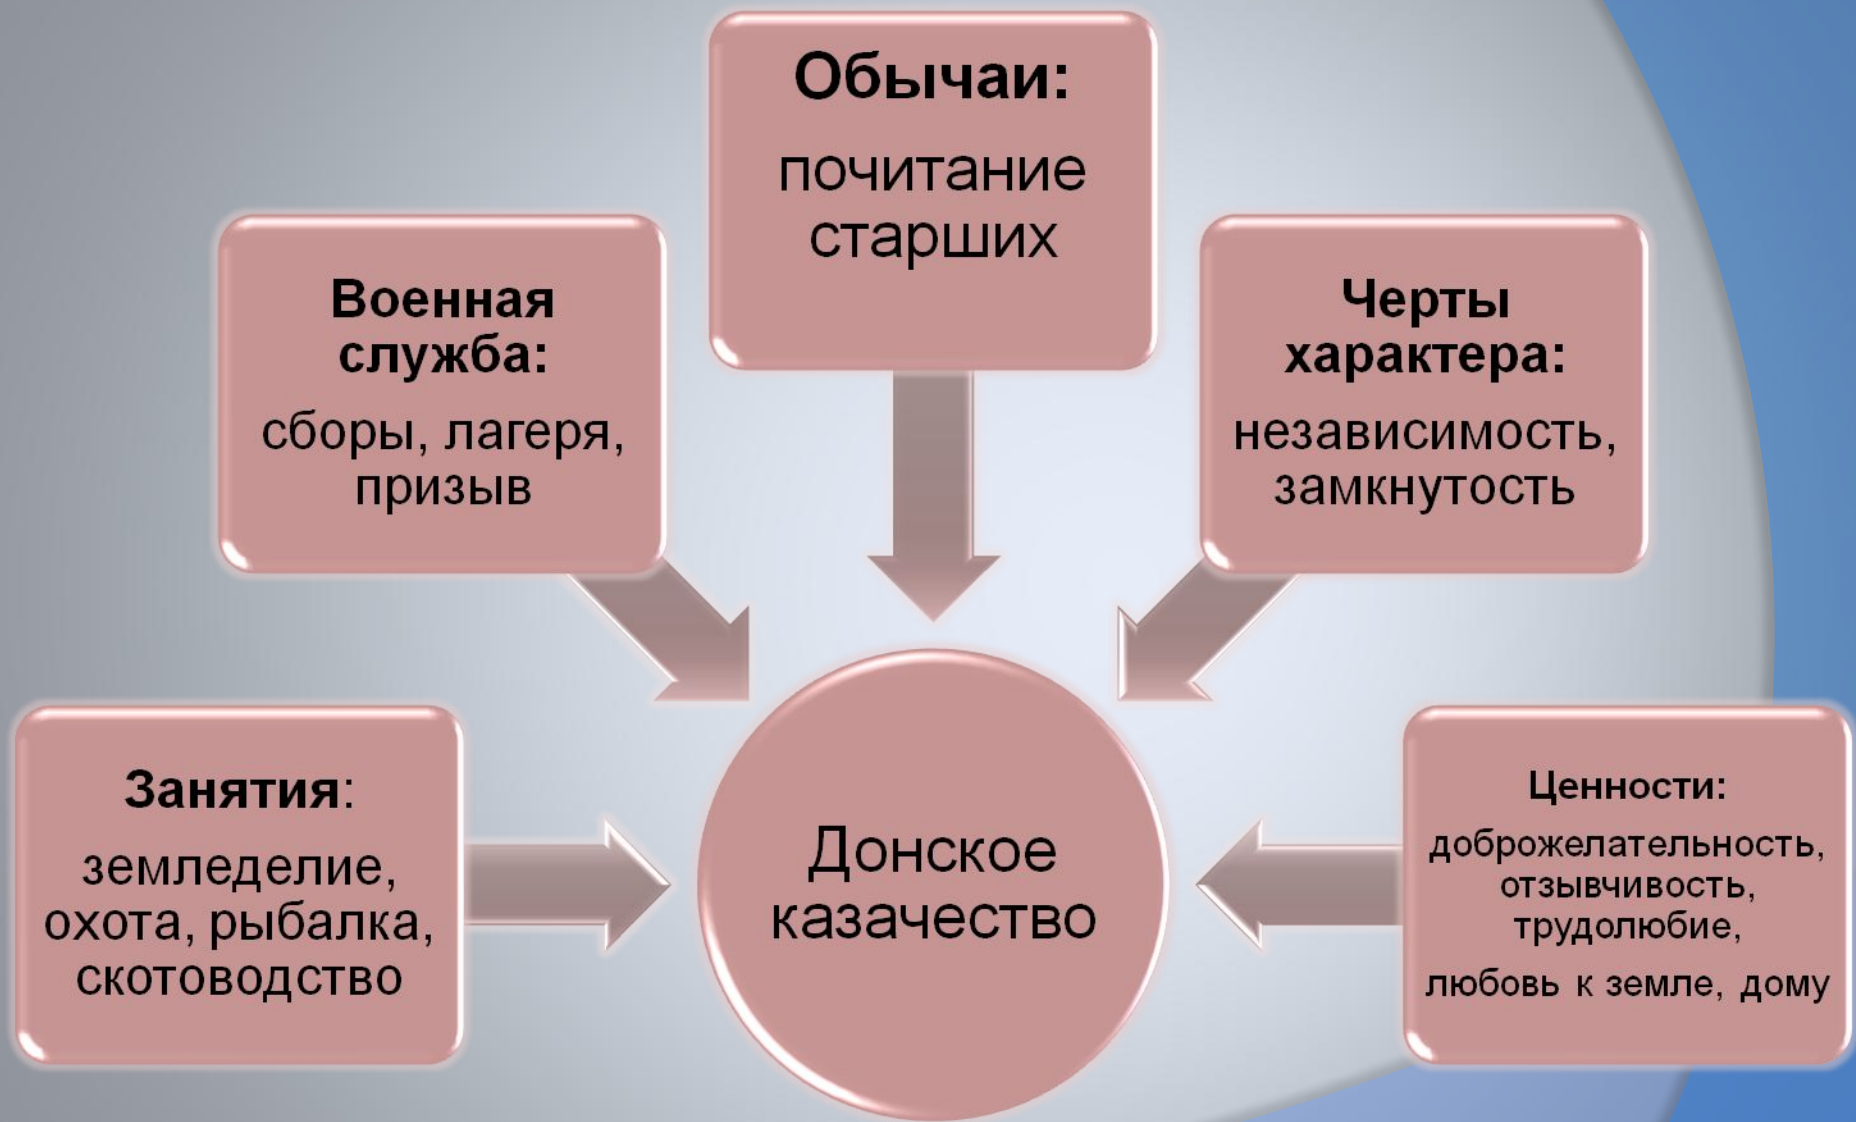 Обычаи:
почитание
старших
Военная
служба:
сборы, лагеря,
призыв
Черты
характера:
независимость,
замкнутость
Занятия:
земледелие,
охота, рыбалка,
скотоводство
Донское
казачество
Ценности:
доброжелательность,
отзывчивость,
трудолюбие,
любовь к земле, дому